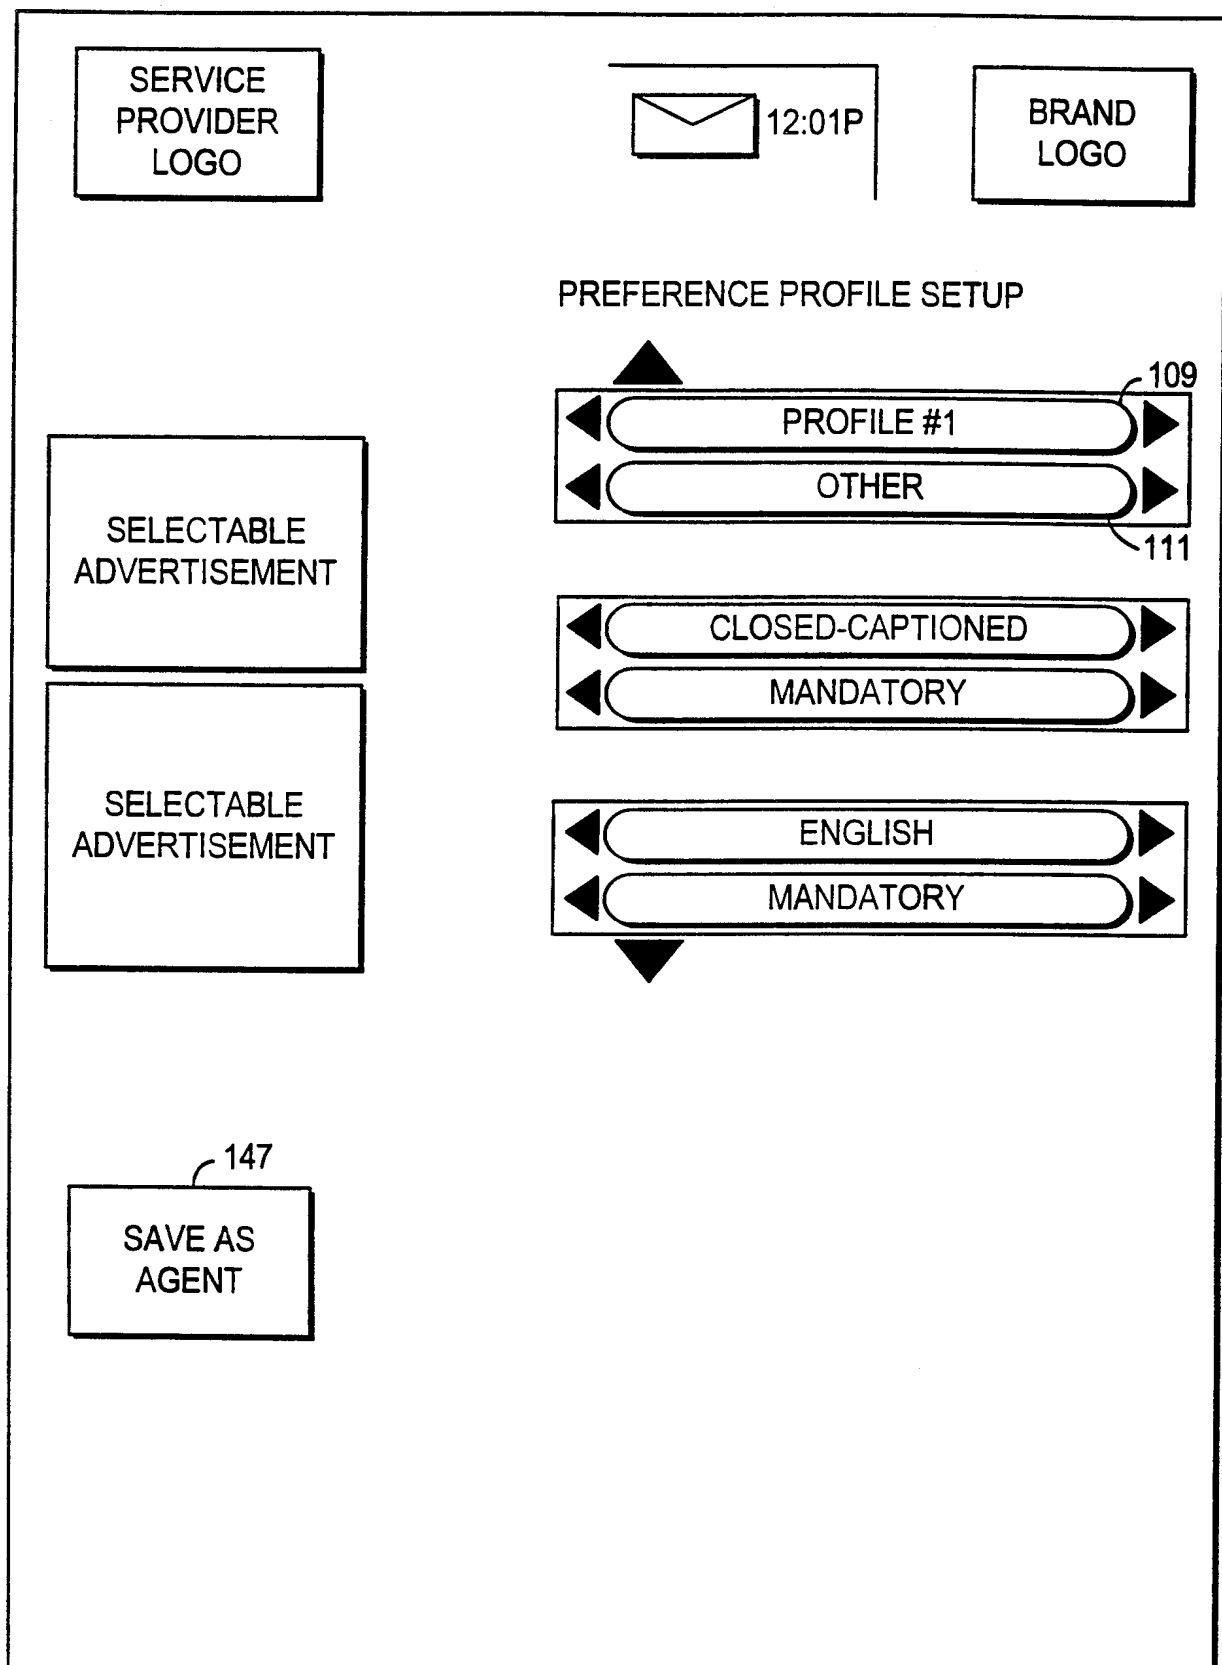 SERVICE
PROVIDER
LOGO
12:01P
BRAND
LOGO
PREFERENCE PROFILE SETUP
109
PROFILE #1
OTHER
111
SELECTABLE
ADVERTISEMENT
CLOSED-CAPTIONED
MANDATORY
SELECTABLE
ADVERTISEMENT
ENGLISH
MANDATORY
147
SAVE AS
AGENT